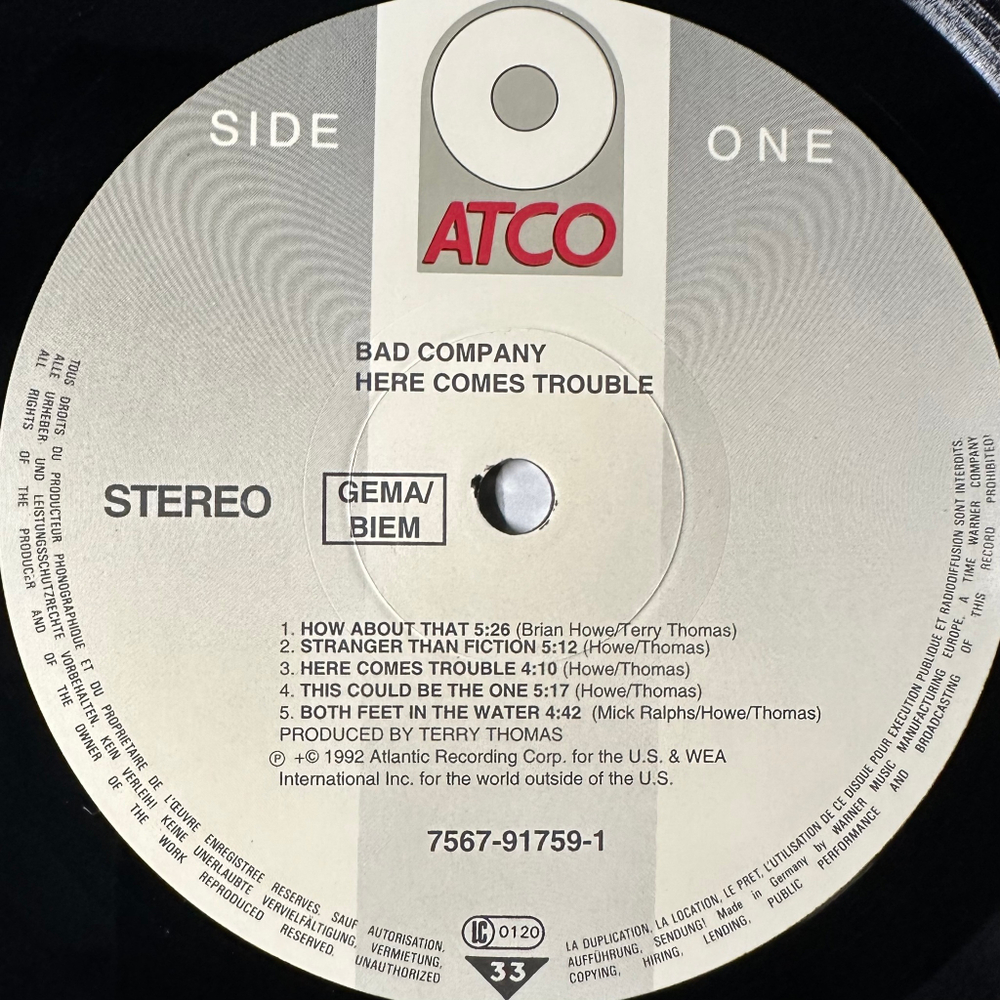 SIDE ONE
ATCO
BAD COMPANY
HERE COMES TROUBLE
STEREO
GEMA/
BIEM
1. HOW ABOUT THAT 5:26 (Brian Howe/Terry Thomas)
2. STRANGER THAN FICTION 5:12 (Howe/Thomas)
3. HERE COMES TROUBLE 4:10 (Howe/Thomas)
4. THIS COULD BE THE ONE 5:17 (Howe/Thomas)
5. BOTH FEET IN THE WATER 4:42 (Mick Ralphs/Howe/Thomas)
PRODUCED BY TERRY THOMAS
℗ +© 1992 Atlantic Recording Corp. for the U.S. & WEA
International Inc. for the world outside of the U.S.
7567-91759-1
LC 0120
33
TOUS DROITS DU PRODUCTEUR PHONOGRAPHIQUE ET DU PROPRIETAIRE DE L'ŒUVRE ENREGISTREE RESERVES. SAUF AUTORISATION, LA DUPLICATION, LA LOCATION, LE PRET, L'UTILISATION DE CE DISQUE POUR EXECUTION PUBLIQUE ET RADIODIFFUSION SONT INTERDITS.
ALLE URHEBER- UND LEISTUNGSSCHUTZRECHTE VORBEHALTEN. KEIN VERLEIH! KEINE UNERLAUBTE VERVIELFÄLTIGUNG, VERMIETUNG, AUFFÜHRUNG, SENDUNG! Made in Germany by WARNER MUSIC MANUFACTURING EUROPE. A TIME WARNER COMPANY
ALL RIGHTS OF THE PRODUCER AND OF THE OWNER OF THE WORK REPRODUCED RESERVED. UNAUTHORIZED COPYING, HIRING, LENDING, PUBLIC PERFORMANCE AND BROADCASTING OF THIS RECORD PROHIBITED!